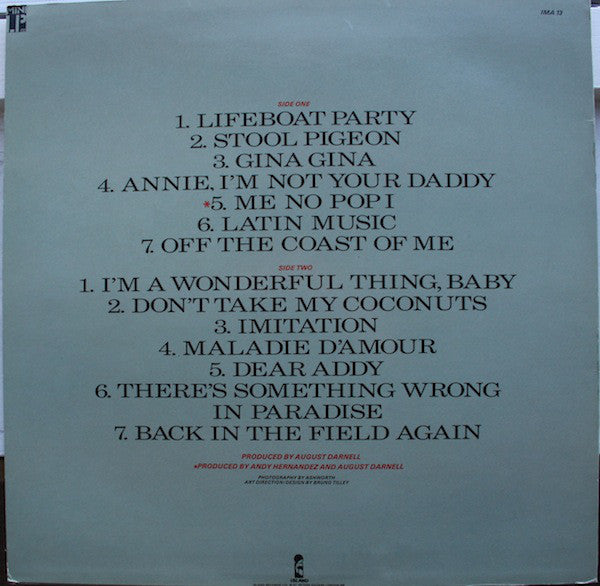 IMA 13
SIDE ONE
1. LIFEBOAT PARTY
2. STOOL PIGEON
3. GINA GINA
4. ANNIE, I'M NOT YOUR DADDY
*5. ME NO POP I
6. LATIN MUSIC
7. OFF THE COAST OF ME
SIDE TWO
1. I'M A WONDERFUL THING, BABY
2. DON'T TAKE MY COCONUTS
3. IMITATION
4. MALADIE D'AMOUR
5. DEAR ADDY
6. THERE'S SOMETHING WRONG
IN PARADISE
7. BACK IN THE FIELD AGAIN
PRODUCED BY AUGUST DARNELL
*PRODUCED BY ANDY HERNANDEZ AND AUGUST DARNELL
PHOTOGRAPHY BY ASHWORTH
ART DIRECTION/DESIGN BY BRUNO TILLEY
ISLAND